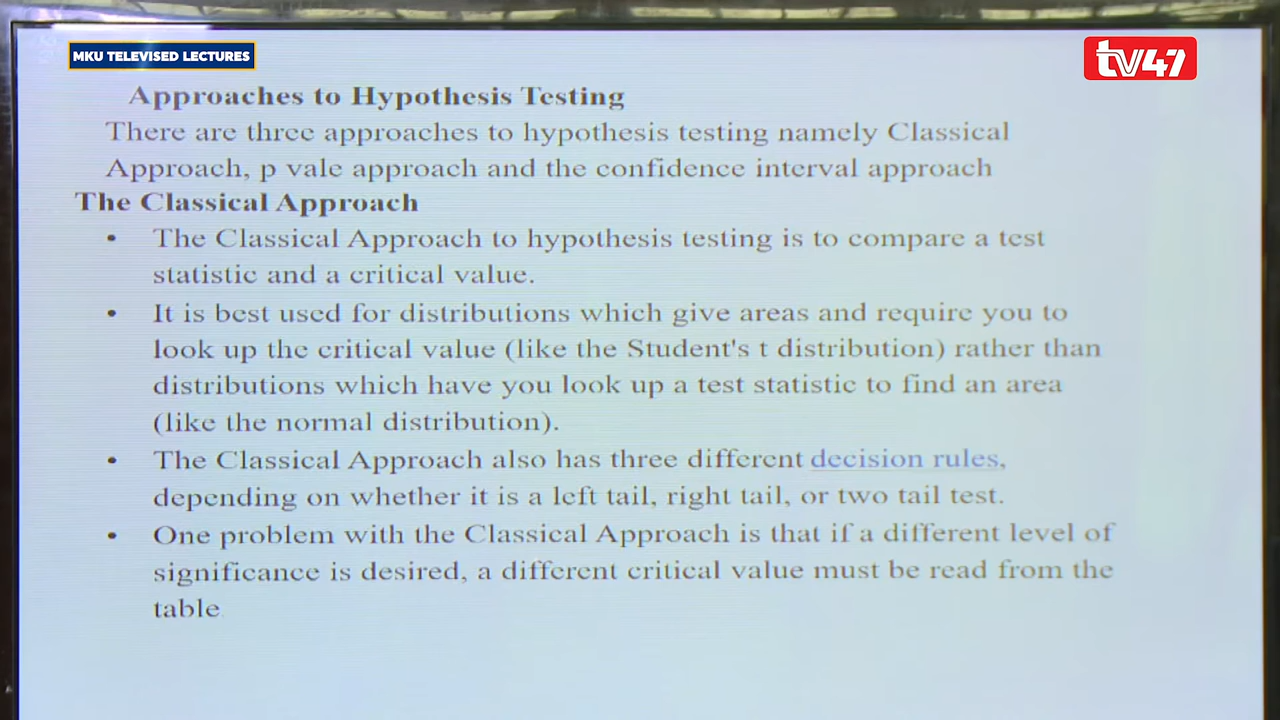 MKU TELEVISED LECTURES
tv47
Approaches to Hypothesis Testing
There are three approaches to hypothesis testing namely Classical
Approach, p vale approach and the confidence interval approach
The Classical Approach
• The Classical Approach to hypothesis testing is to compare a test
statistic and a critical value.
• It is best used for distributions which give areas and require you to
look up the critical value (like the Student's t distribution) rather than
distributions which have you look up a test statistic to find an area
(like the normal distribution).
• The Classical Approach also has three different decision rules,
depending on whether it is a left tail, right tail, or two tail test.
• One problem with the Classical Approach is that if a different level of
significance is desired, a different critical value must be read from the
table.